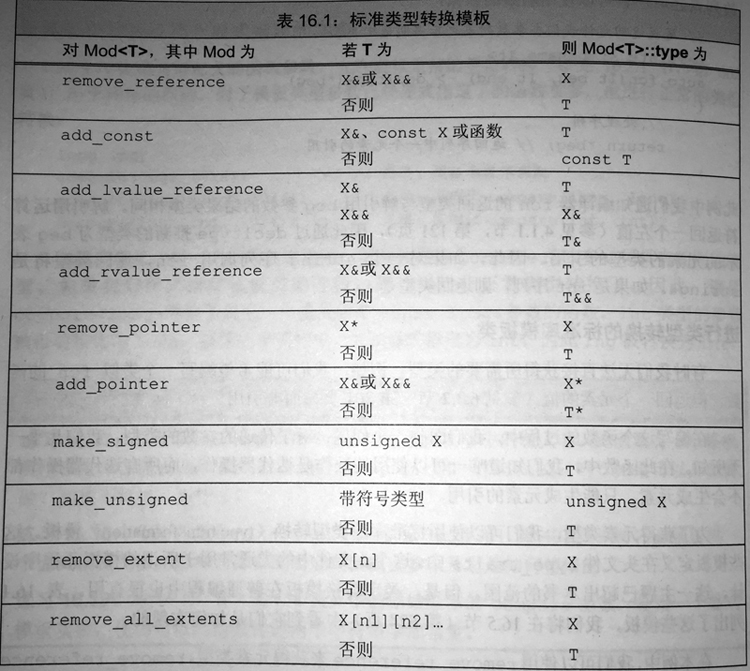 表 16.1：标准类型转换模板
对 Mod<T>，其中 Mod 为 若 T 为 则 Mod<T>::type 为
remove_reference X&或 X&& X
否则 T
add_const X&、const X 或函数 T
否则 const T
add_lvalue_reference X& T
X&& X&
否则 T&
add_rvalue_reference X&或 X&& T
否则 T&&
remove_pointer X* X
否则 T
add_pointer X&或 X&& X*
否则 T*
make_signed unsigned X X
否则 T
make_unsigned 带符号类型 unsigned X
否则 T
remove_extent X[n] X
否则 T
remove_all_extents X[n1][n2]… X
否则 T